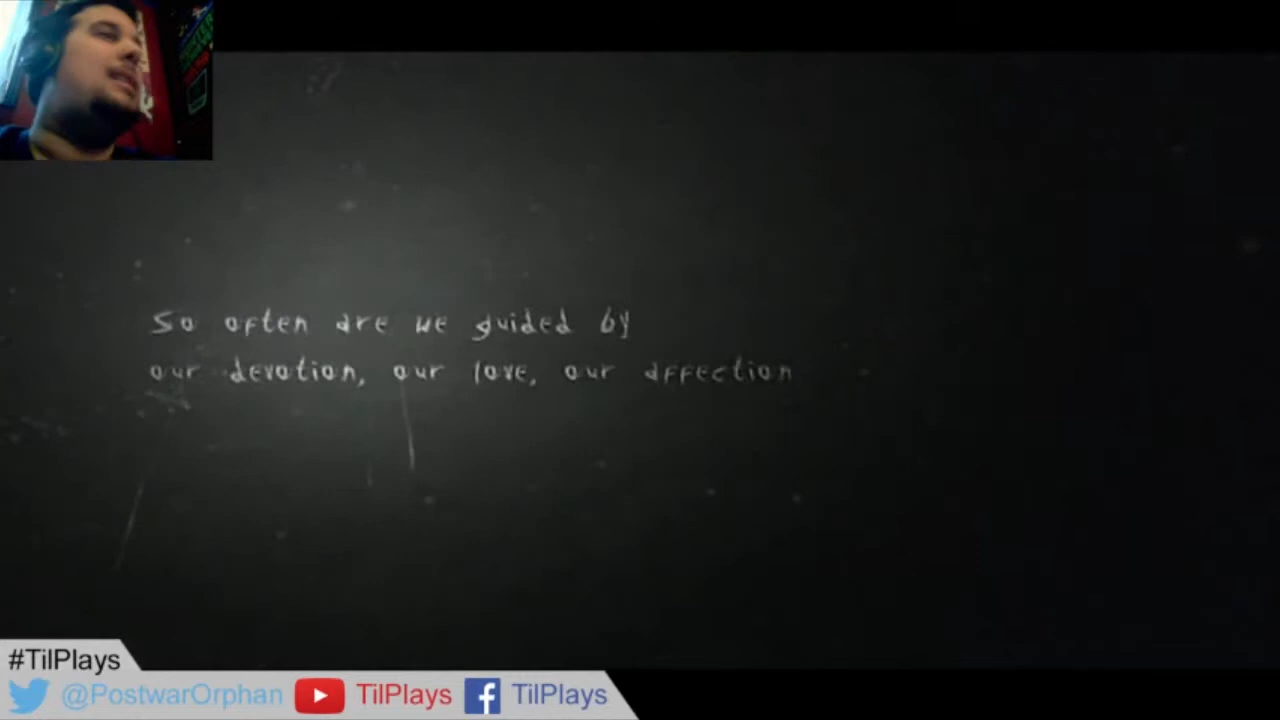 So often are we guided by
our devotion, our love, our affection
#TilPlays
@PostwarOrphan TilPlays TilPlays